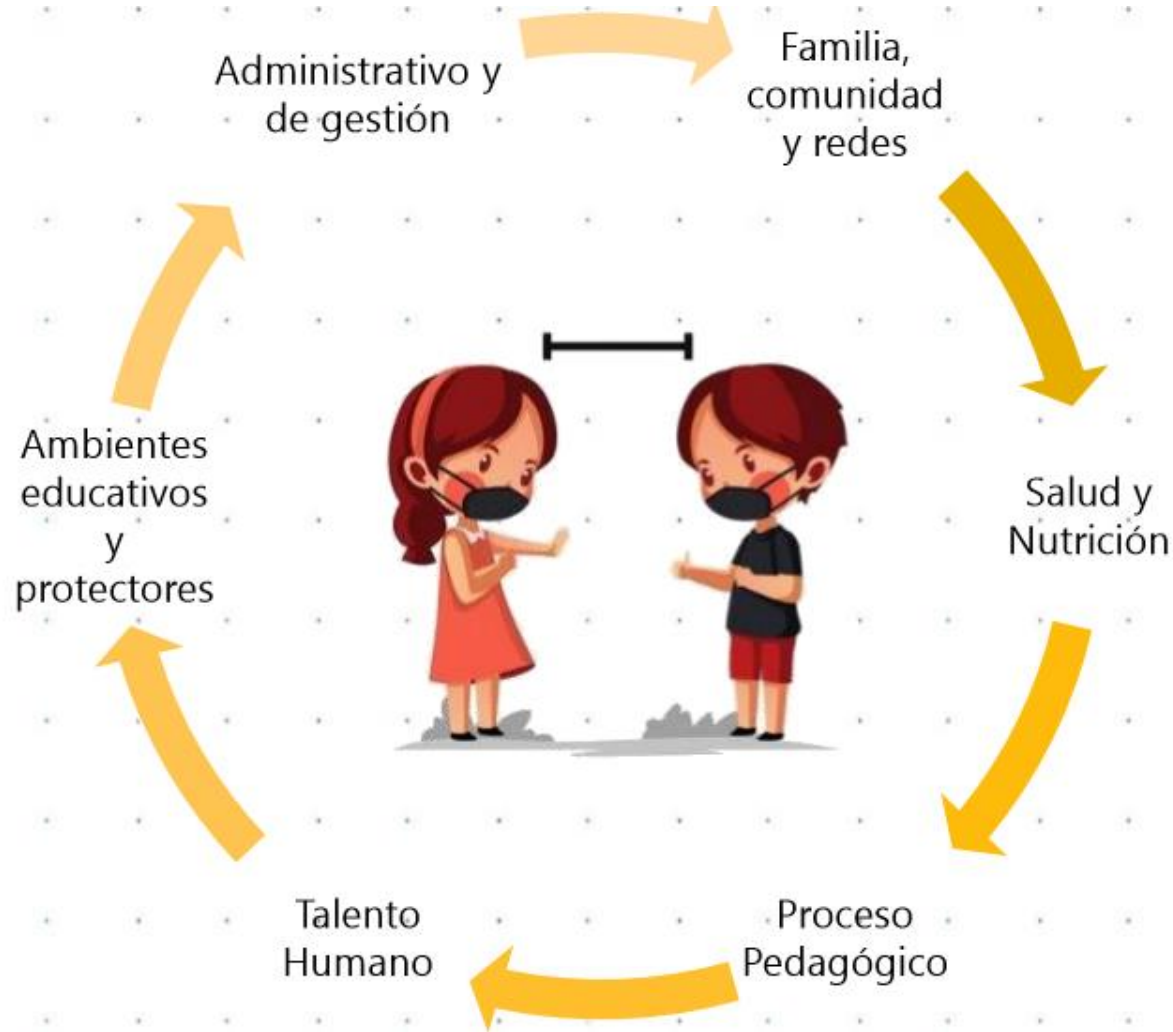 Administrativo y
de gestión
Familia,
comunidad
y redes
Salud y
Nutrición
Proceso
Pedagógico
Talento
Humano
Ambientes
educativos
y
protectores